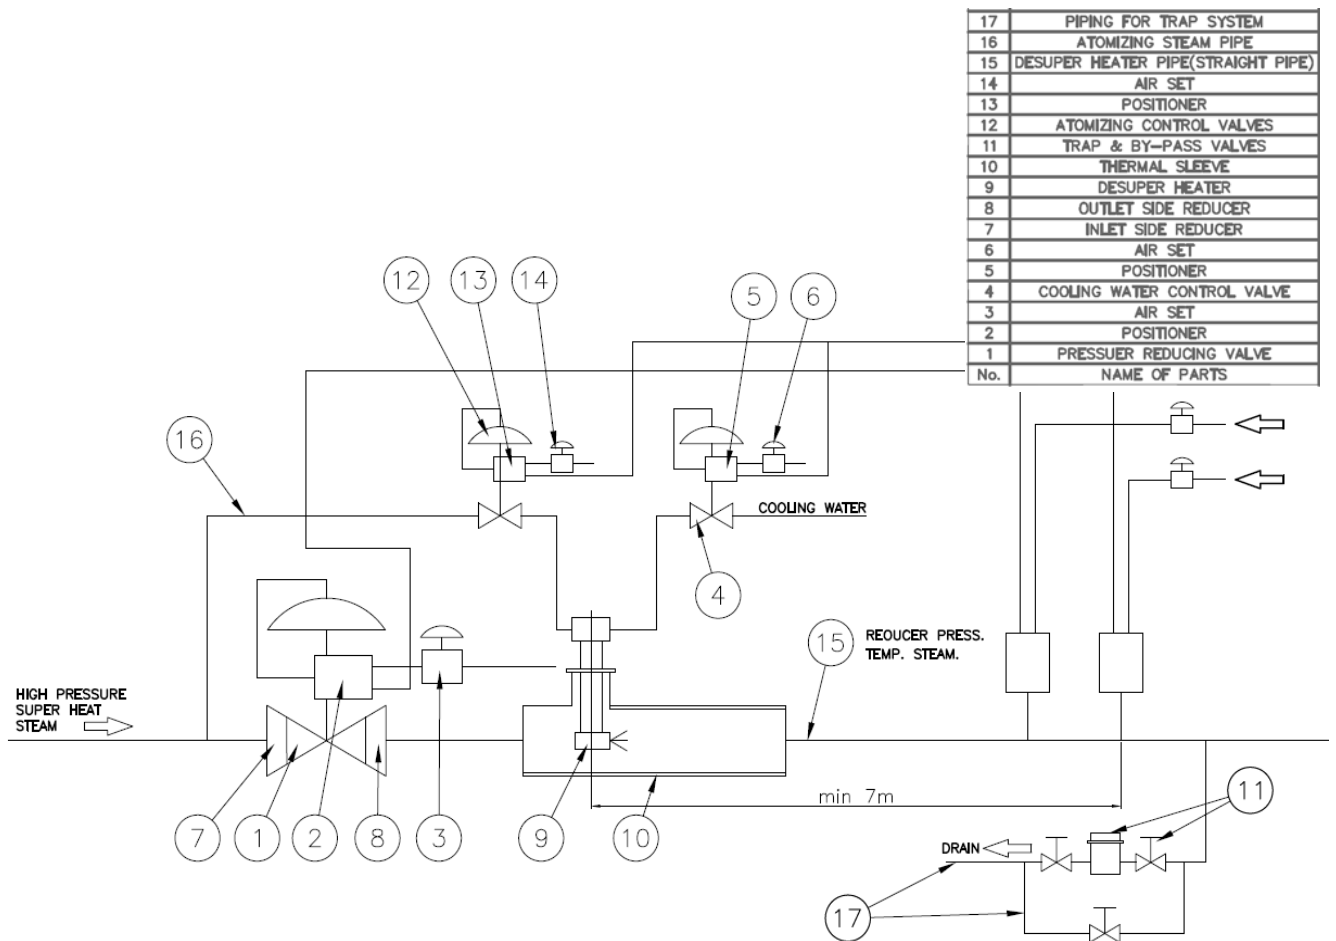 17 PIPING FOR TRAP SYSTEM
16 ATOMIZING STEAM PIPE
15 DESUPER HEATER PIPE(STRAIGHT PIPE)
14 AIR SET
13 POSITIONER
12 ATOMIZING CONTROL VALVES
11 TRAP & BY-PASS VALVES
10 THERMAL SLEEVE
9 DESUPER HEATER
8 OUTLET SIDE REDUCER
7 INLET SIDE REDUCER
6 AIR SET
5 POSITIONER
4 COOLING WATER CONTROL VALVE
3 AIR SET
2 POSITIONER
1 PRESSUER REDUCING VALVE
No. NAME OF PARTS
12 13 14 5 6
16
COOLING WATER
4
15
REDUCER PRESS.
TEMP. STEAM.
HIGH PRESSURE
SUPER HEAT
STEAM
min 7m
7 1 2 8 3 9 10
11
DRAIN
17